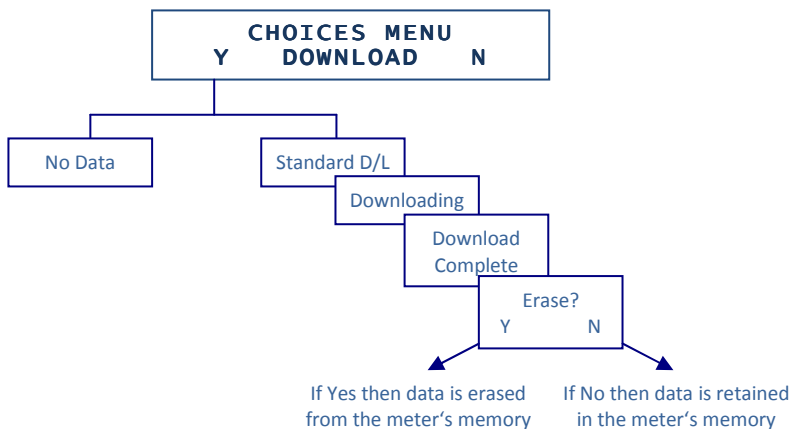 CHOICES MENU
Y DOWNLOAD N
No Data
Standard D/L
Downloading
Download
Complete
Erase?
Y N
If Yes then data is erased
from the meter‘s memory
If No then data is retained
in the meter‘s memory